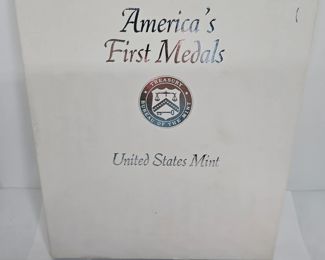 America's
First Medals
TREASURY
BUREAU OF THE MINT
United States Mint